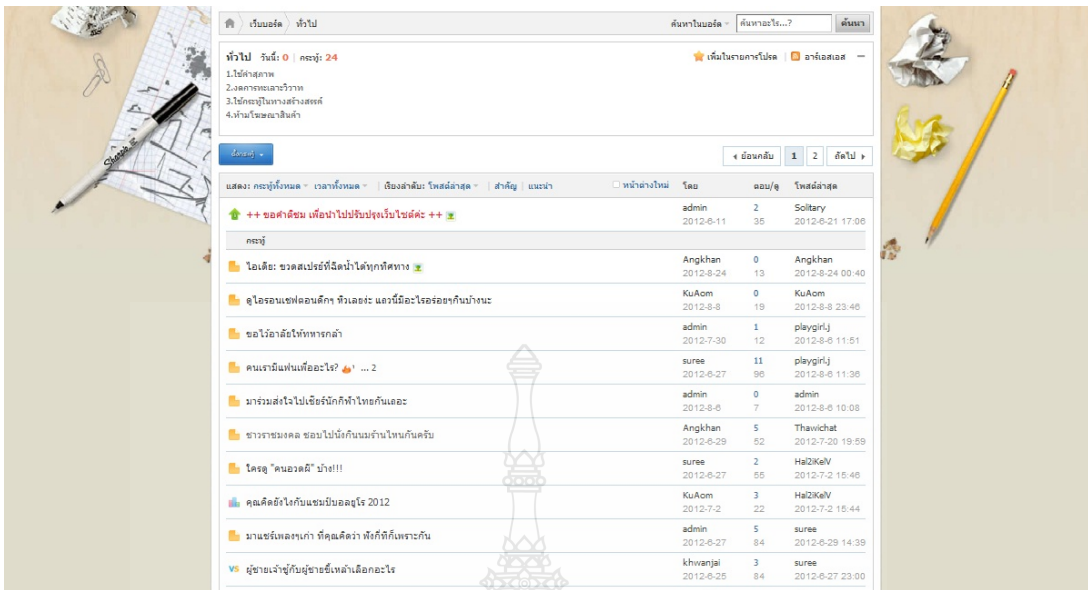 เว็บบอร์ด ทั่วไป ค้นหาในบอร์ด ค้นหาอะไร...? ค้นหา
ทั่วไป วันนี้: 0 | กระทู้: 24 เพิ่มในรายการโปรด | อาร์เอสเอส
1.ใช้คำสุภาพ
2.งดการทะเลาะวิวาท
3.ใช้กระทู้ในทางสร้างสรรค์
4.ห้ามโฆษณาสินค้า
ตั้งกระทู้ ย้อนกลับ 1 2 ถัดไป
แสดง: กระทู้ทั้งหมด เวลาทั้งหมด | เรียงลำดับ: โพสต์ล่าสุด | สำคัญ | แนะนำ หน้าต่างใหม่ โดย ตอบ/ดู โพสต์ล่าสุด
++ ขอคำติชม เพื่อนำไปปรับปรุงเว็บไซต์ค่ะ ++ admin 2 Solitary
2012-6-11 35 2012-6-21 17:06
กระทู้
ไอเดีย: ขวดสเปรย์ที่ฉีดน้ำได้ทุกทิศทาง Angkhan 0 Angkhan
2012-8-24 13 2012-8-24 00:40
ดูไอรอนเชฟตอนดึกๆ หิวเลยง่ะ แถวนี้มีอะไรอร่อยๆกินบ้างนะ KuAom 0 KuAom
2012-8-8 19 2012-8-8 23:46
ขอไว้อาลัยให้ทหารกล้า admin 1 playgirl.j
2012-7-30 12 2012-8-6 11:51
คนเรามีแฟนเพื่ออะไร? ... 2 suree 11 playgirl.j
2012-6-27 96 2012-8-6 11:36
มาร่วมส่งใจไปเชียร์นักกีฬาไทยกันเถอะ admin 0 admin
2012-8-6 7 2012-8-6 10:08
ชาวราชมงคล ชอบไปนั่งกินนมร้านไหนกันครับ Angkhan 5 Thawichat
2012-6-29 52 2012-7-20 19:59
ใครดู "คนอวดผี" บ้าง!!! suree 2 Hal2iKelV
2012-6-27 55 2012-7-2 15:46
คุณคิดยังไงกับแชมป์บอลยูโร 2012 KuAom 3 Hal2iKelV
2012-7-2 22 2012-7-2 15:44
มาแชร์เพลงๆเก่า ที่คุณคิดว่า ฟังกี่ทีก็เพราะกัน admin 5 suree
2012-6-27 84 2012-6-29 14:39
VS ผู้ชายเจ้าชู้กับผู้ชายขี้เหล้าเลือกอะไร khwanjai 3 suree
2012-6-25 84 2012-6-27 23:00
Sharpie